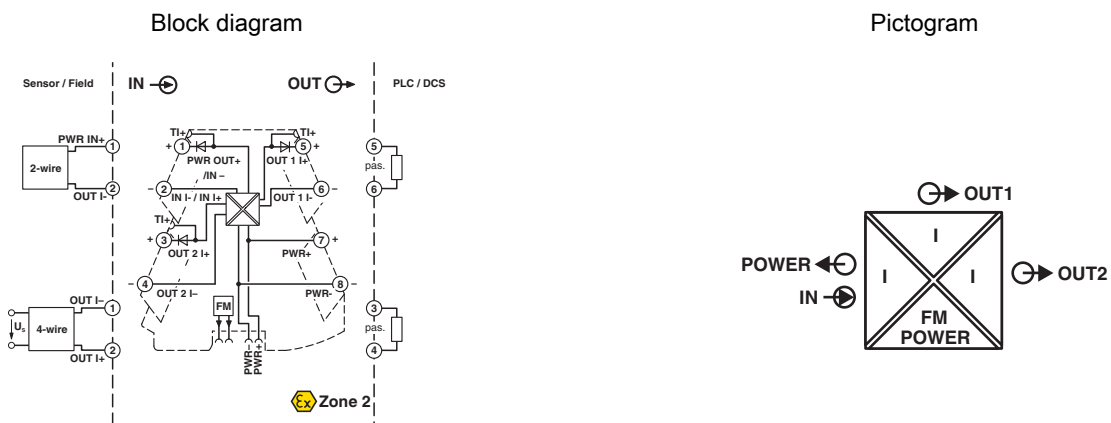 Block diagram
Pictogram
Sensor / Field
IN
OUT
PLC / DCS
PWR IN+
1
2-wire
2
OUT I-
TI+
+
1
PWR OUT+
/IN –
TI+
5
+
OUT 1 I+
–
2
IN I- / IN I+
6
–
OUT 1 I-
TI+
+
3
OUT 2 I+
7
+
PWR+
–
4
OUT 2 I–
8
–
PWR-
FM
PWR-
PWR+
5
pas.
6
OUT I–
1
Us
4-wire
2
OUT I+
3
pas.
4
Ex
Zone 2
OUT1
I
POWER
I
I
OUT2
IN
FM
POWER